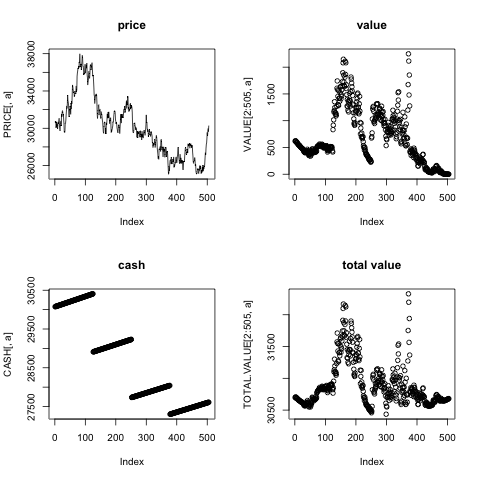 price
PRICE[, a]
26000 30000 34000 38000
0 100 200 300 400 500
Index
value
VALUE[2:505, a]
0 500 1500
0 100 200 300 400 500
Index
cash
CASH[, a]
27500 28500 29500 30500
0 100 200 300 400 500
Index
total value
TOTAL.VALUE[2:505, a]
30500 31500
0 100 200 300 400 500
Index